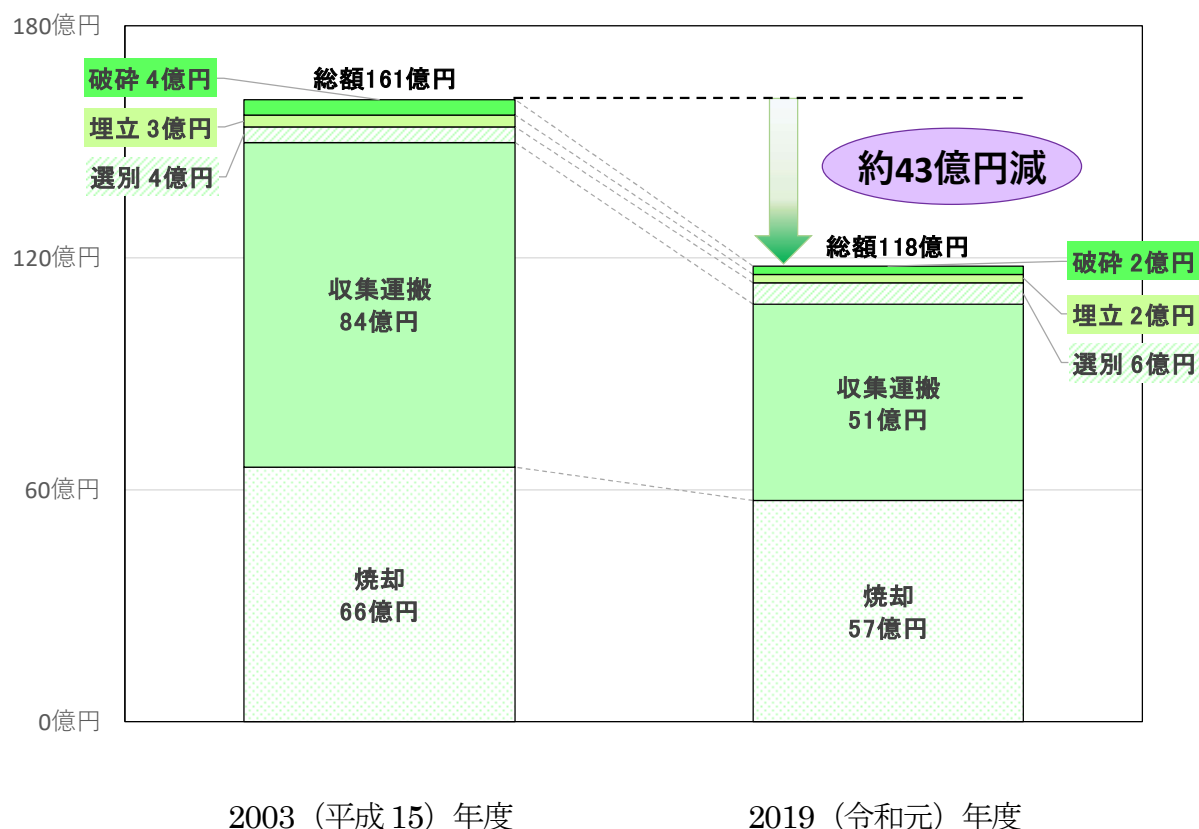 180億円
破砕 4億円
総額161億円
埋立 3億円
選別 4億円
約43億円減
120億円
総額118億円
破砕 2億円
収集運搬
84億円
埋立 2億円
選別 6億円
収集運搬
51億円
60億円
焼却
66億円
焼却
57億円
0億円
2003（平成 15）年度
2019（令和元）年度